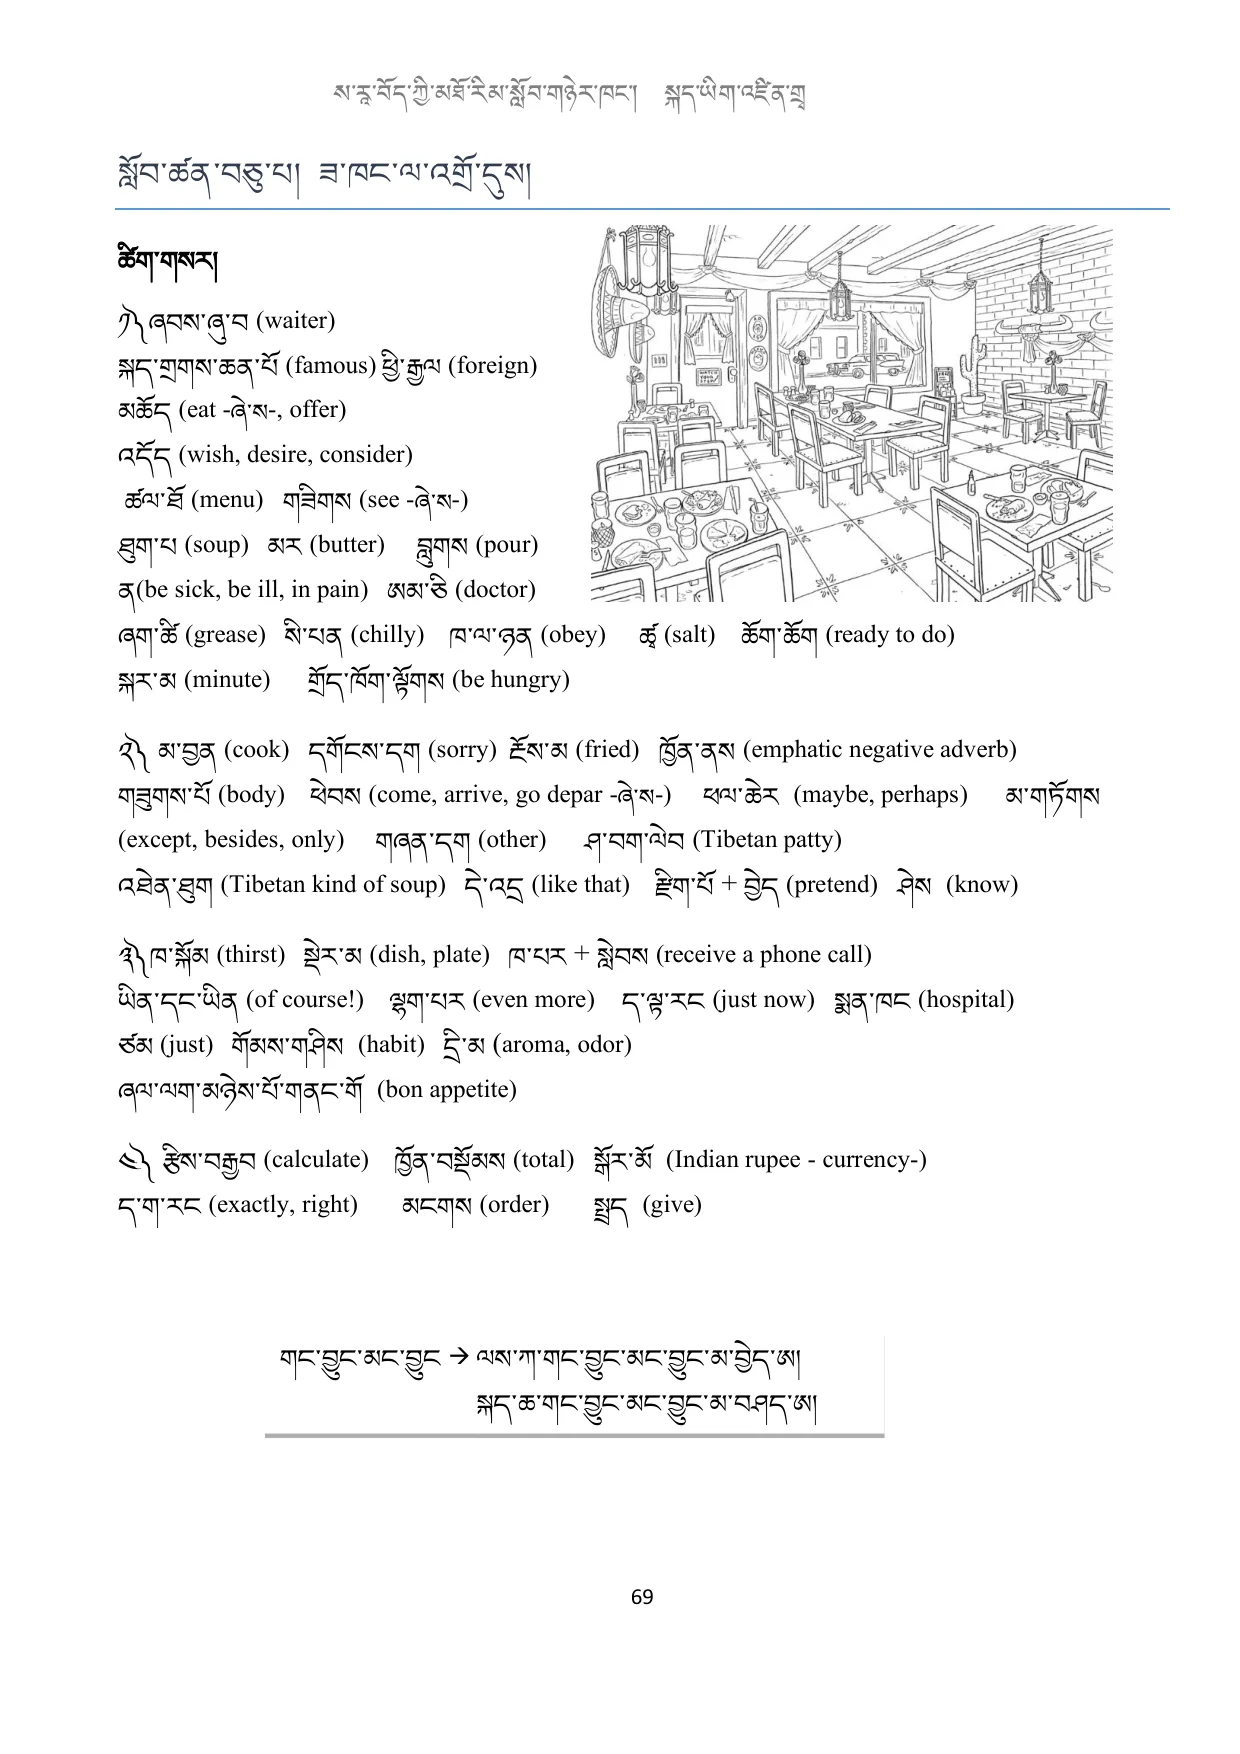 ས་རཱ་བོད་ཀྱི་མཐོ་རིམ་སློབ་གཉེར་ཁང་། སྐད་ཡིག་འཛིན་གྲྭ
སློབ་ཚན་བཅུ་པ། ཟ་ཁང་ལ་འགྲོ་དུས།
ཚིག་གསར།
༡༽ ཞབས་ཞུ་བ (waiter)
སྐད་གྲགས་ཆན་པོ (famous) ཕྱི་རྒྱལ (foreign)
མཆོད (eat -ཞེ་ས-, offer)
འདོད (wish, desire, consider)
ཚལ་ཐོ (menu) གཟིགས (see -ཞེ་ས-)
ཐུག་པ (soup) མར (butter) བླུགས (pour)
ན(be sick, be ill, in pain) ཨམ་ཅི (doctor)
ཞག་ཚི (grease) སི་པན (chilly) ཁ་ལ་ཉན (obey) ཚྭ (salt) ཆོག་ཆོག (ready to do)
སྐར་མ (minute) གྲོད་ཁོག་ལྟོགས (be hungry)
༢༽ མ་བྱན (cook) དགོངས་དག (sorry) རྔོས་མ (fried) ཁྱོན་ནས (emphatic negative adverb)
གཟུགས་པོ (body) ཕེབས (come, arrive, go depar -ཞེ་ས-) ཕལ་ཆེར (maybe, perhaps) མ་གཏོགས
(except, besides, only) གཞན་དག (other) ཤ་བག་ལེབ (Tibetan patty)
འཐེན་ཐུག (Tibetan kind of soup) དེ་འདྲ (like that) རྫིག་པོ + བྱེད (pretend) ཤེས (know)
༣༽ ཁ་སྐོམ (thirst) སྡེར་མ (dish, plate) ཁ་པར + སླེབས (receive a phone call)
ཡིན་དང་ཡིན (of course!) ལྷག་པར (even more) ད་ལྟ་རང (just now) སྨན་ཁང (hospital)
ཙམ (just) གོམས་གཤིས (habit) དྲི་མ (aroma, odor)
ཞལ་ལག་མཉེས་པོ་གནང་གོ (bon appetite)
༤༽ རྩིས་བརྒྱབ (calculate) ཁྱོན་བསྡོམས (total) སྒོར་མོ (Indian rupee - currency-)
ད་ག་རང (exactly, right) མངགས (order) སྤྲད (give)
གང་བྱུང་མང་བྱུང → ལས་ཀ་གང་བྱུང་མང་བྱུང་མ་བྱེད་ཨ།
སྐད་ཆ་གང་བྱུང་མང་བྱུང་མ་བཤད་ཨ།
69